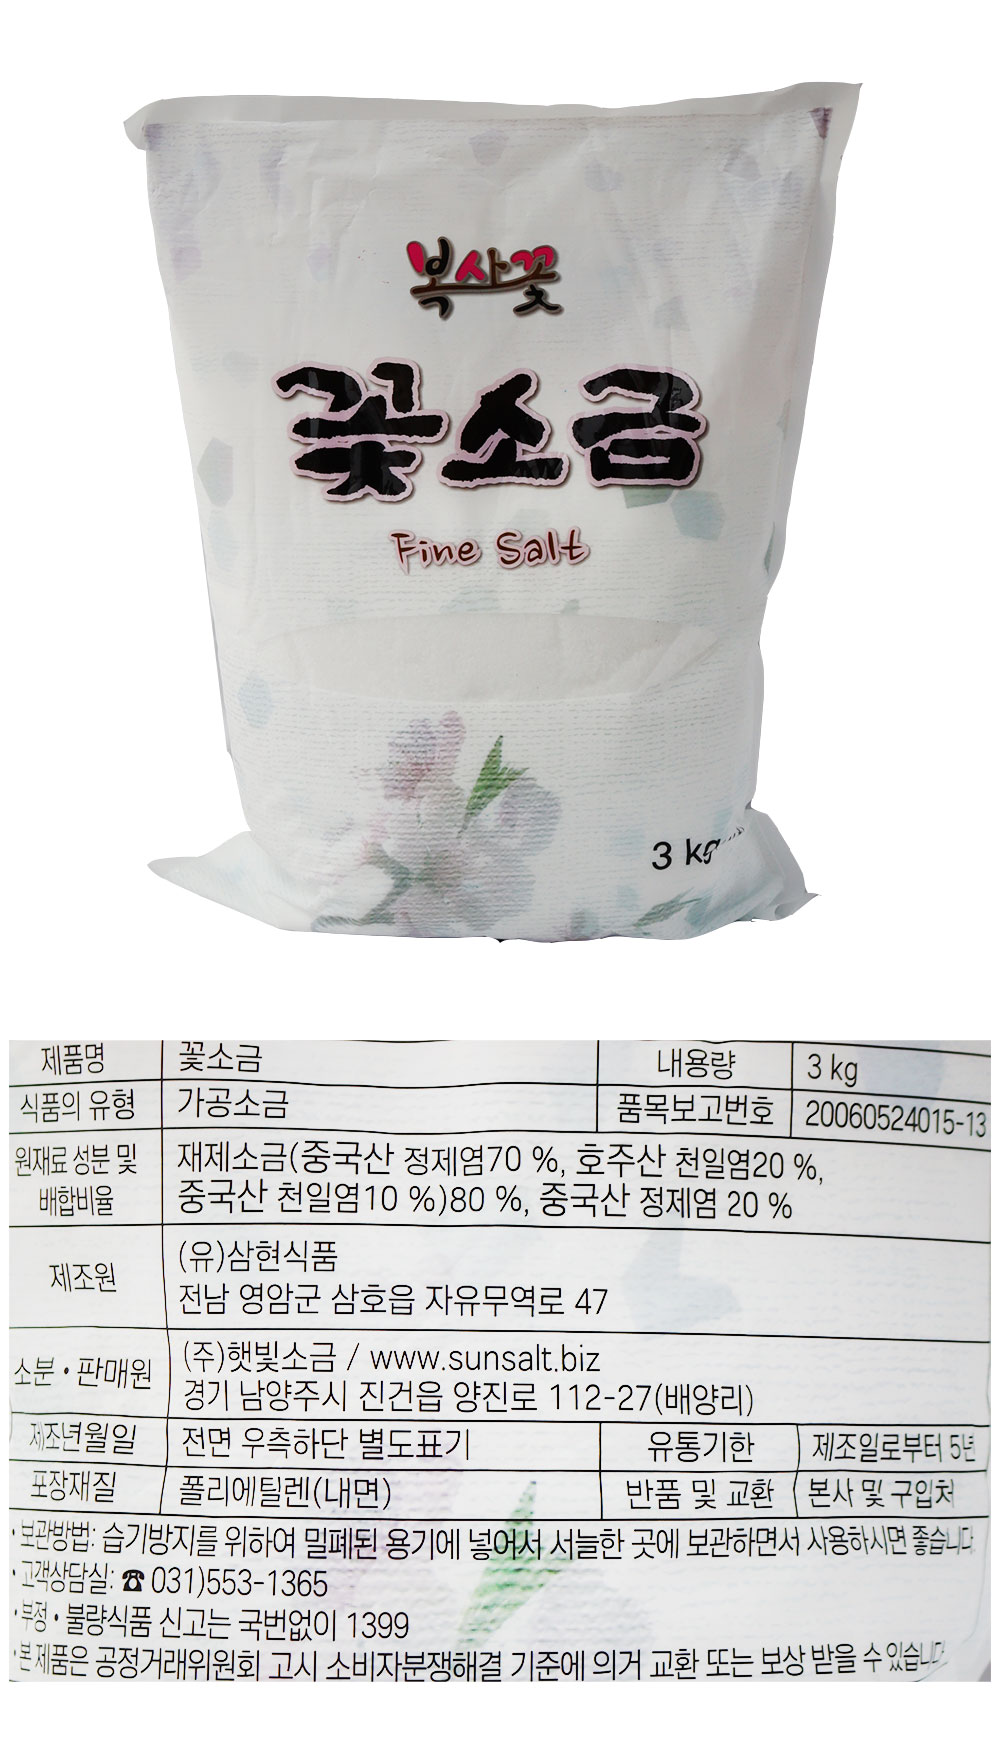 복사꽃
꽃소금
Fine Salt
3 kg
제품명 꽃소금 내용량 3 kg
식품의 유형 가공소금 품목보고번호 20060524015-13
원재료 성분 및 배합비율 재제소금(중국산 정제염70 %, 호주산 천일염20 %,
중국산 천일염10 %)80 %, 중국산 정제염 20 %
제조원 (유)삼현식품
전남 영암군 삼호읍 자유무역로 47
소분・판매원 (주)햇빛소금 / www.sunsalt.biz
경기 남양주시 진건읍 양진로 112-27(배양리)
제조년월일 전면 우측하단 별도표기 유통기한 제조일로부터 5년
포장재질 폴리에틸렌(내면) 반품 및 교환 본사 및 구입처
・보관방법: 습기방지를 위하여 밀폐된 용기에 넣어서 서늘한 곳에 보관하면서 사용하시면 좋습니다
・고객상담실: ☎ 031)553-1365
・부정・불량식품 신고는 국번없이 1399
・본 제품은 공정거래위원회 고시 소비자분쟁해결 기준에 의거 교환 또는 보상 받을 수 있습니다